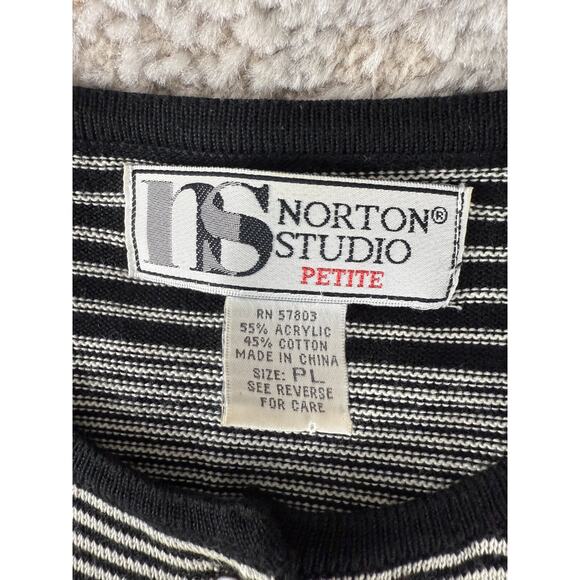 ns NORTON®
STUDIO
PETITE
RN 57803
55% ACRYLIC
45% COTTON
MADE IN CHINA
SIZE: PL
SEE REVERSE
FOR CARE